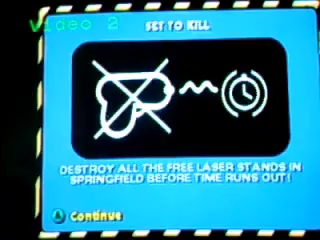 Video 2
SET TO KILL
DESTROY ALL THE FREE LASER STANDS IN
SPRINGFIELD BEFORE TIME RUNS OUT!
A Continue